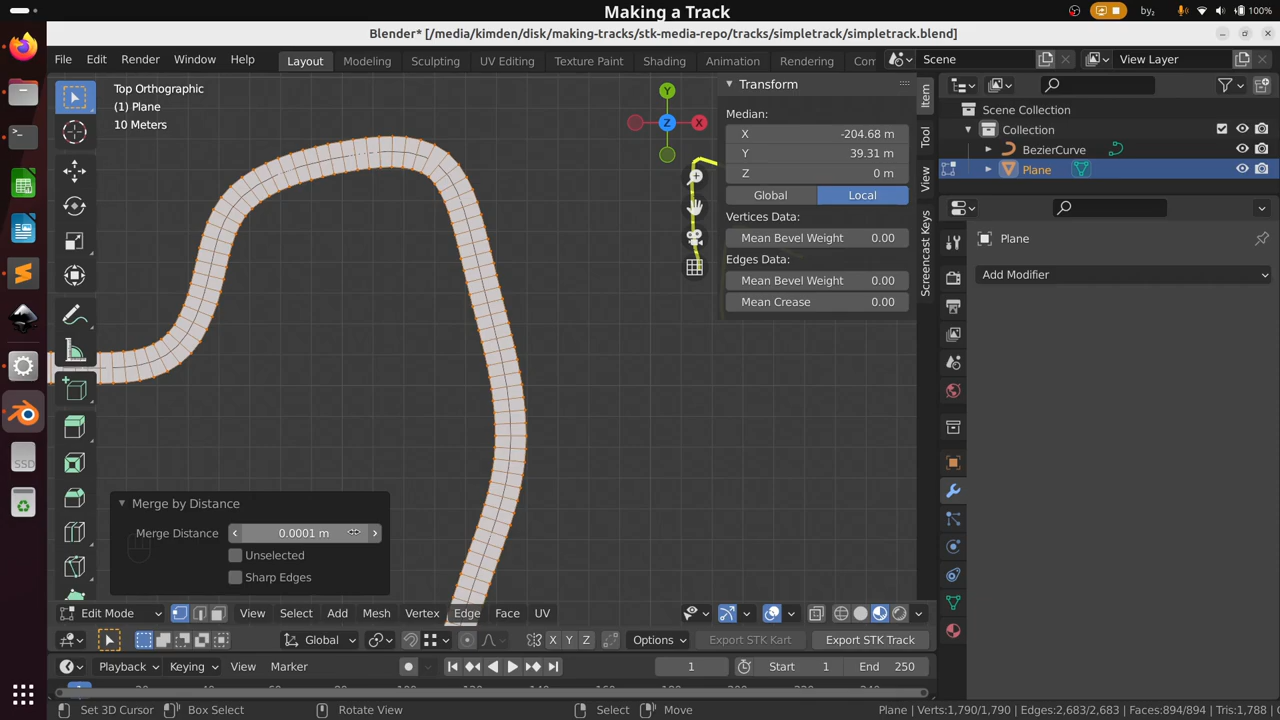 Making a Track
by₂
100%
Blender* [/media/kimden/disk/making-tracks/stk-media-repo/tracks/simpletrack/simpletrack.blend]
File Edit Render Window Help
Layout Modeling Sculpting UV Editing Texture Paint Shading Animation Rendering Com
Scene
View Layer
Top Orthographic
(1) Plane
10 Meters
Y
X
Z
Transform
Median:
X -204.68 m
Y 39.31 m
Z 0 m
Global Local
Vertices Data:
Mean Bevel Weight 0.00
Edges Data:
Mean Bevel Weight 0.00
Mean Crease 0.00
Item
Tool
View
Screencast Keys
Scene Collection
Collection
BezierCurve
Plane
Plane
Add Modifier
SSD
Merge by Distance
Merge Distance 0.0001 m
Unselected
Sharp Edges
Edit Mode View Select Add Mesh Vertex Edge Face UV
Global X Y Z Options Export STK Kart Export STK Track
Playback Keying View Marker 1 Start 1 End 250
Set 3D Cursor Box Select Rotate View Select Move Plane | Verts:1,790/1,790 | Edges:2,683/2,683 | Faces:894/894 | Tris:1,788